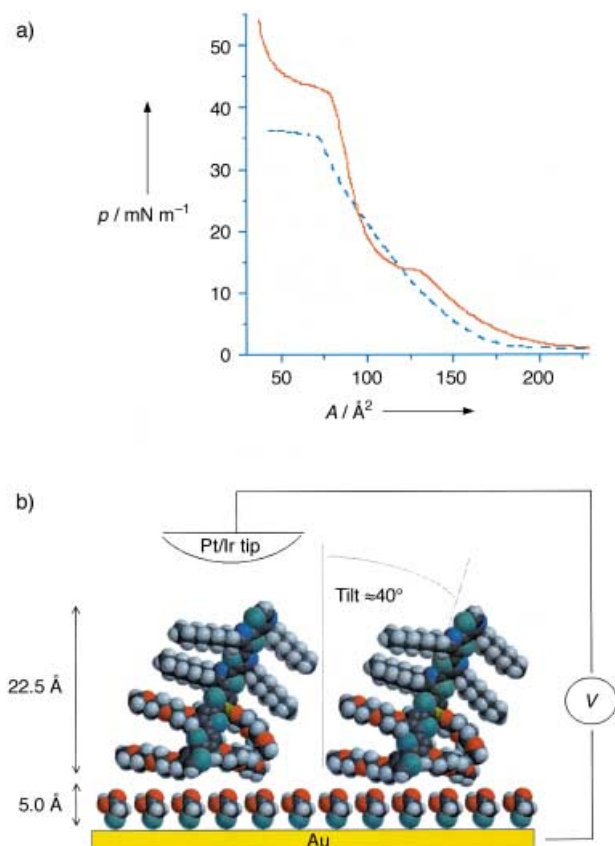 a)
50
40
30
20
10
0
p / mN m⁻¹
50
100
150
200
A / Å²
b)
Pt/Ir tip
Tilt ≈40°
22.5 Å
V
5.0 Å
Au